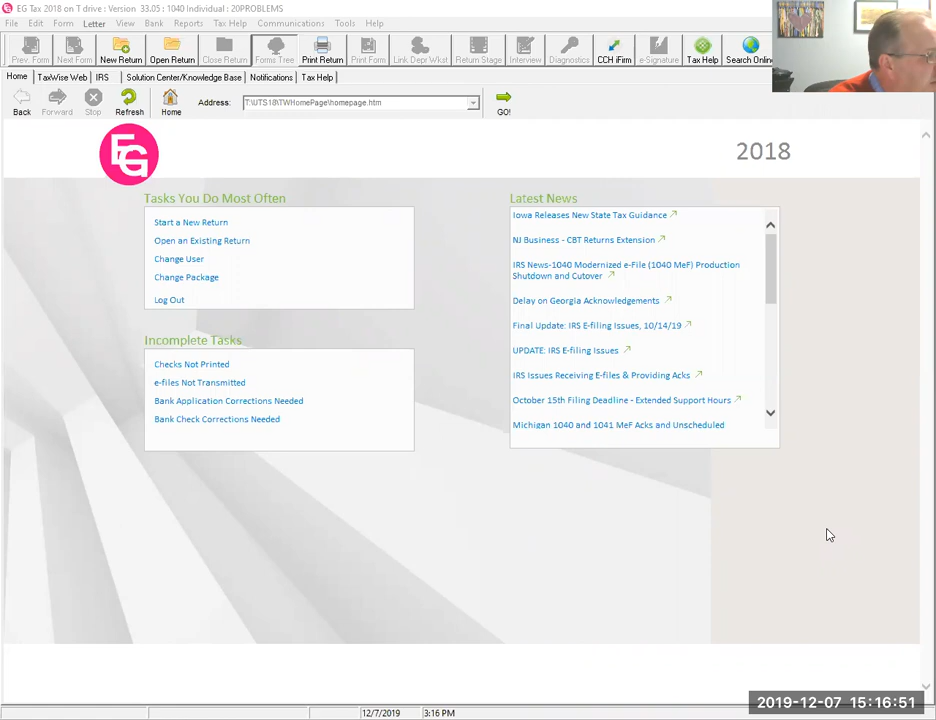 EG Tax 2018 on T drive : Version  33.05 : 1040 Individual : 20PROBLEMS
File Edit Form Letter View Bank Reports Tax Help Communications Tools Help
Prev. Form Next Form New Return Open Return Close Return Forms Tree Print Return Print Form Link Dept Wkst Return Stage Interview Diagnostics CCH iFirm e-Signature Tax Help Search Onlin
Home TaxWise Web IRS Solution Center/Knowledge Base Notifications Tax Help
Back Forward Stop Refresh Home Address: T:\UTS18\TWHomePage\homepage.htm GO!
EG
2018
Tasks You Do Most Often
Start a New Return
Open an Existing Return
Change User
Change Package
Log Out
Incomplete Tasks
Checks Not Printed
e-files Not Transmitted
Bank Application Corrections Needed
Bank Check Corrections Needed
Latest News
Iowa Releases New State Tax Guidance
NJ Business - CBT Returns Extension
IRS News-1040 Modernized e-File (1040 MeF) Production
Shutdown and Cutover
Delay on Georgia Acknowledgements
Final Update: IRS E-filing Issues, 10/14/19
UPDATE: IRS E-filing Issues
IRS Issues Receiving E-files & Providing Acks
October 15th Filing Deadline - Extended Support Hours
Michigan 1040 and 1041 MeF Acks and Unscheduled
12/7/2019 3:16 PM
2019-12-07 15:16:51